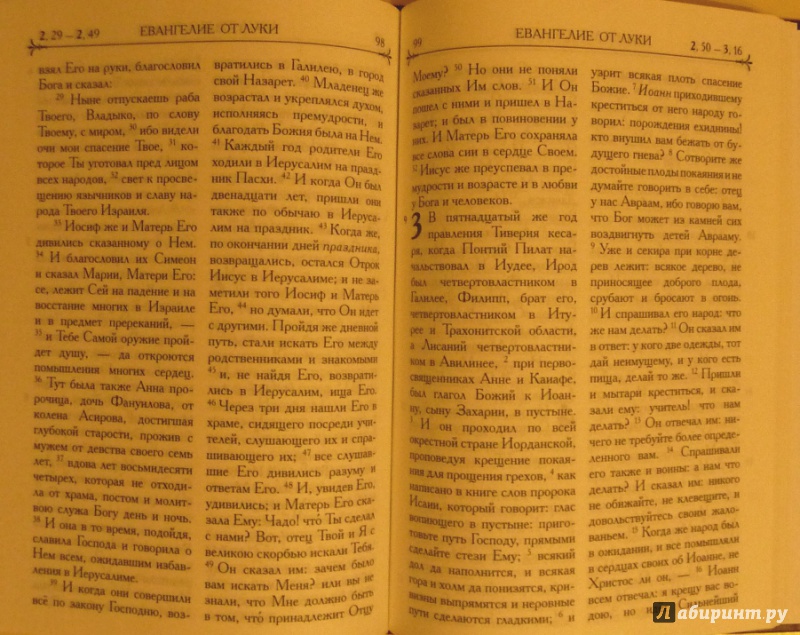 2, 29 — 2, 49
ЕВАНГЕЛИЕ ОТ ЛУКИ
98
взял Его на руки, благословил
Бога и сказал:
29 Ныне отпускаешь раба
Твоего, Владыко, по слову
Твоему, с миром, 30 ибо видели
очи мои спасение Твое, 31 ко-
торое Ты уготовал пред лицом
всех народов, 32 свет к просве-
щению язычников и славу на-
рода Твоего Израиля.
33 Иосиф же и Матерь Его
дивились сказанному о Нем.
34 И благословил их Симеон
и сказал Марии, Матери Его:
се, лежит Сей на падение и на
восстание многих в Израиле
и в предмет пререканий, —
35 и Тебе Самой оружие прой-
дет душу, — да откроются
помышления многих сердец.
36 Тут была также Анна про-
рочица, дочь Фануилова, от
колена Асирова, достигшая
глубокой старости, прожив с
мужем от девства своего семь
лет, 37 вдова лет восьмидесяти
четырех, которая не отходи-
ла от храма, постом и молит-
вою служа Богу день и ночь.
38 И она в то время, подойдя,
славила Господа и говорила о
Нем всем, ожидавшим избав-
ления в Иерусалиме.
39 И когда они совершили
всё по закону Господню, воз-
вратились в Галилею, в город
свой Назарет. 40 Младенец же
возрастал и укреплялся духом,
исполняясь премудрости, и
благодать Божия была на Нем.
41 Каждый год родители Его
ходили в Иерусалим на празд-
ник Пасхи. 42 И когда Он был
двенадцати лет, пришли они
также по обычаю в Иеруса-
лим на праздник. 43 Когда же,
по окончании дней праздника,
возвращались, остался Отрок
Иисус в Иерусалиме; и не за-
метили того Иосиф и Матерь
Его, 44 но думали, что Он идет
с другими. Пройдя же дневной
путь, стали искать Его между
родственниками и знакомыми
45 и, не найдя Его, возврати-
лись в Иерусалим, ища Его.
46 Через три дня нашли Его в
храме, сидящего посреди учи-
телей, слушающего их и спра-
шивающего их; 47 все слушав-
шие Его дивились разуму и
ответам Его. 48 И, увидев Его,
удивились; и Матерь Его ска-
зала Ему: Чадо! что́ Ты сделал
с нами? Вот, отец Твой и Я с
великою скорбью искали Тебя.
49 Он сказал им: зачем было
вам искать Меня? или вы не
знали, что Мне должно быть
в том, что принадлежит Отцу
99
ЕВАНГЕЛИЕ ОТ ЛУКИ
2, 50 — 3, 16
Моему? 50 Но они не поняли
сказанных Им слов. 51 И Он
пошел с ними и пришел в На-
зарет; и был в повиновении у
них. И Матерь Его сохраняла
все слова сии в сердце Своем.
52 Иисус же преуспевал в пре-
мудрости и возрасте и в любви
у Бога и человеков.
3 В пятнадцатый же год
правления Тиверия кеса-
ря, когда Понтий Пилат на-
чальствовал в Иудее, Ирод
был четвертовластником в
Галилее, Филипп, брат его,
четвертовластником в Иту-
рее и Трахонитской области,
а Лисаний четвертовластни-
ком в Авилинее, 2 при перво-
священниках Анне и Каиафе,
был глагол Божий к Иоан-
ну, сыну Захарии, в пустыне.
3 И он проходил по всей
окрестной стране Иорданской,
проповедуя крещение покая-
ния для прощения грехов, 4 как
написано в книге слов пророка
Исаии, который говорит: глас
вопиющего в пустыне: пригото-
вьте путь Господу, прямыми
сделайте стези Ему; 5 всякий
дол да наполнится, и всякая
гора и холм да понизятся, кри-
визны выпрямятся и неровные
пути сделаются гладкими; 6 и
узрит всякая плоть спасение
Божие. 7 Иоанн приходившему
креститься от него народу го-
ворил: порождения ехиднины!
кто внушил вам бежать от бу-
дущего гнева? 8 Сотворите же
достойные плоды покаяния и не
думайте говорить в себе: отец
у нас Авраам, ибо говорю вам,
что Бог может из камней сих
воздвигнуть детей Аврааму.
9 Уже и секира при корне де-
рев лежит: всякое дерево, не
приносящее доброго плода,
срубают и бросают в огонь.
10 И спрашивал его народ: что
же нам делать? 11 Он сказал им
в ответ: у кого две одежды, тот
дай неимущему, и у кого есть
пища, делай то же. 12 Пришли
и мытари креститься, и ска-
зали ему: учитель! что нам
делать? 13 Он отвечал им: ни-
чего не требуйте более опреде-
ленного вам. 14 Спрашивали
его также и воины: а нам что
делать? И сказал им: никого
не обижайте, не клевещите, и
довольствуйтесь своим жало-
ваньем. 15 Когда же народ был
в ожидании, и все помышляли
в сердцах своих об Иоанне, не
Христос ли он, — 16 Иоанн
всем отвечал: я крещу вас во-
дою, но и Сильнейший
Лабиринт.ру